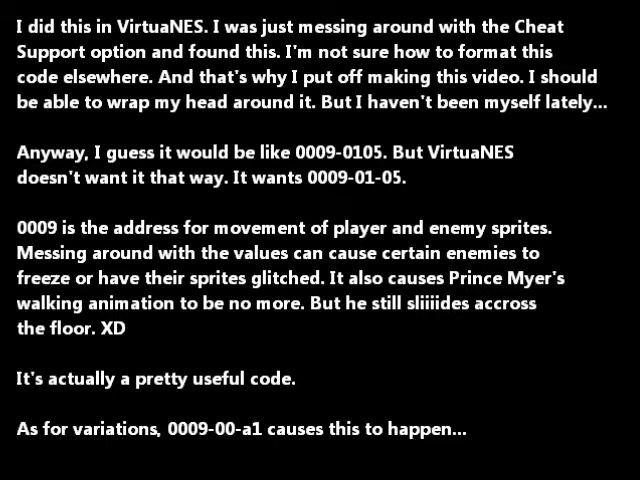 I did this in VirtuaNES. I was just messing around with the Cheat
Support option and found this. I'm not sure how to format this
code elsewhere. And that's why I put off making this video. I should
be able to wrap my head around it. But I haven't been myself lately...
Anyway, I guess it would be like 0009-0105. But VirtuaNES
doesn't want it that way. It wants 0009-01-05.
0009 is the address for movement of player and enemy sprites.
Messing around with the values can cause certain enemies to
freeze or have their sprites glitched. It also causes Prince Myer's
walking animation to be no more. But he still sliiiides accross
the floor. XD
It's actually a pretty useful code.
As for variations, 0009-00-a1 causes this to happen...